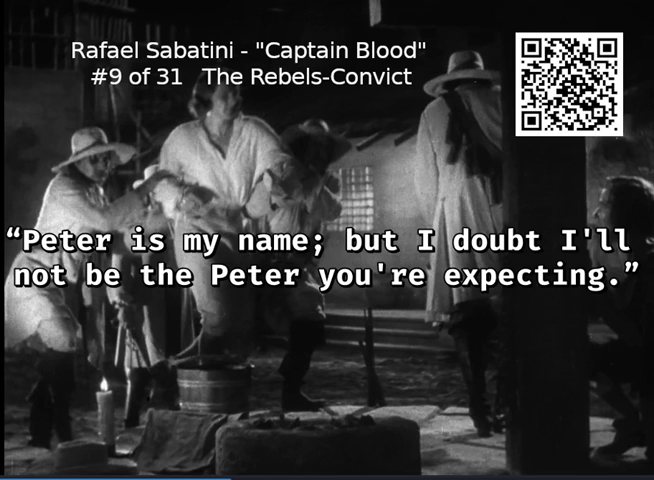 Rafael Sabatini - "Captain Blood"
#9 of 31 The Rebels-Convict
“Peter is my name; but I doubt I'll
not be the Peter you're expecting.”